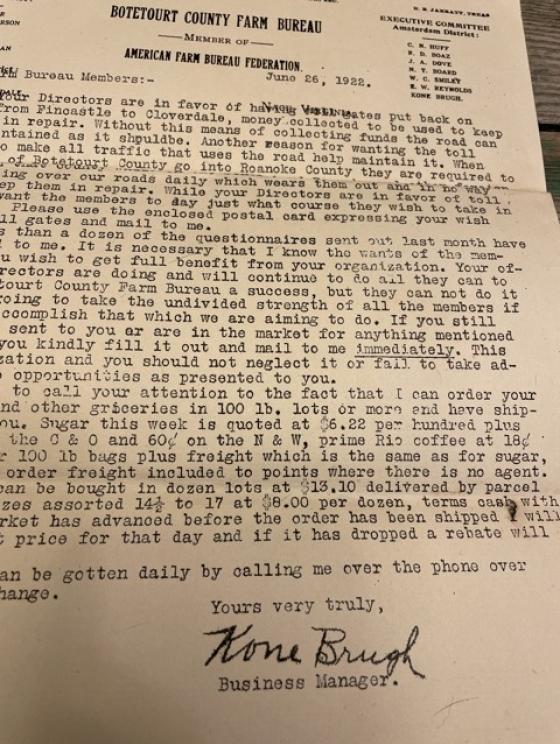 BOTETOURT COUNTY FARM BUREAU
MEMBER OF
AMERICAN FARM BUREAU FEDERATION.
EXECUTIVE COMMITTEE
Amsterdam District:
C. N. HUFF
R. D. BOAZ
J. A. DOVE
N. T. BOARD
W. C. SMILEY
E. W. REYNOLDS
KONE BRUGH.
Bureau Members:-
June 26, 1922.
our Directors are in favor of gates put back on
from Fincastle to Cloverdale, money collected to be used to keep
in repair. Without this means of collecting funds the road can
ntained as it shpuldbe. Another reason for wanting the toll
o make all traffic that uses the road help maintain it. When
of Botetourt County go into Roanoke County they are required to
ing over our roads daily which wears them out and in no way
ep them in repair. While your Directors are in favor of toll
want the members to say just what course they wish to take in
Please use the enclosed postal card expressing your wish
ll gates and mail to me.
s than a dozen of the questionnaires sent out last month have
to me. It is necessary that I know the wants of the mem-
u wish to get full benefit from your organization. Your of-
rectors are doing and will continue to do all they can to
tourt County Farm Bureau a success, but they can not do it
oing to take the undivided strength of all the members if
ccomplish that which we are aiming to do. If you still
sent to you or are in the market for anything mentioned
you kindly fill it out and mail to me immediately. This
zation and you should not neglect it or fail to take ad-
opportunities as presented to you.
to call your attention to the fact that I can order your
nd other groceries in 100 lb. lots or more and have ship-
ou. Sugar this week is quoted at $6.22 per hundred plus
the C & O and 60¢ on the N & W, prime Rio coffee at 18¢
r 100 lb bags plus freight which is the same as for sugar,
order freight included to points where there is no agent.
can be bought in dozen lots at $13.10 delivered by parcel
zes assorted 14½ to 17 at $8.00 per dozen, terms cash with
rket has advanced before the order has been shipped I will
t price for that day and if it has dropped a rebate will
an be gotten daily by calling me over the phone over
hange.
Yours very truly,
Kone Brugh
Business Manager.